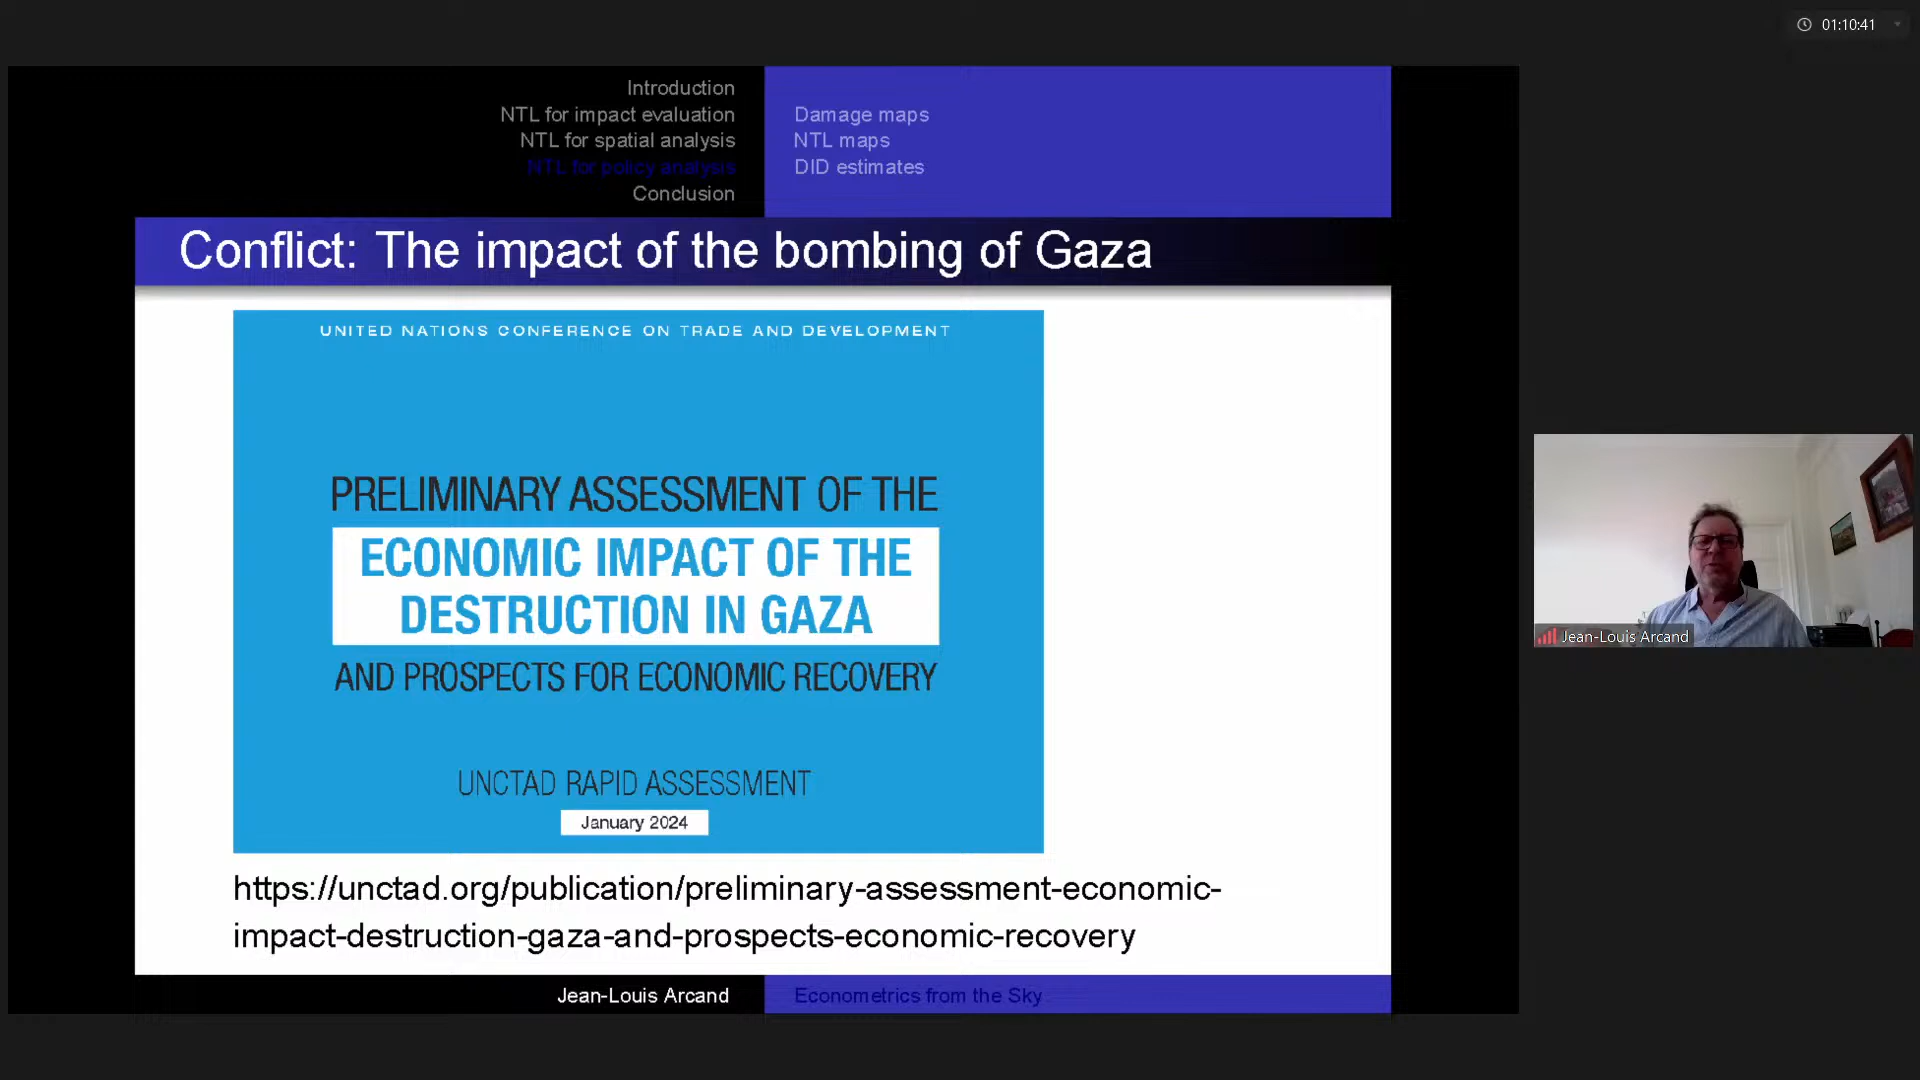 01:10:41
Introduction
NTL for impact evaluation
NTL for spatial analysis
NTL for policy analysis
Conclusion
Damage maps
NTL maps
DID estimates
Conflict: The impact of the bombing of Gaza
UNITED NATIONS CONFERENCE ON TRADE AND DEVELOPMENT
PRELIMINARY ASSESSMENT OF THE
ECONOMIC IMPACT OF THE
DESTRUCTION IN GAZA
AND PROSPECTS FOR ECONOMIC RECOVERY
UNCTAD RAPID ASSESSMENT
January 2024
https://unctad.org/publication/preliminary-assessment-economic-
impact-destruction-gaza-and-prospects-economic-recovery
Jean-Louis Arcand
Econometrics from the Sky
Jean-Louis Arcand